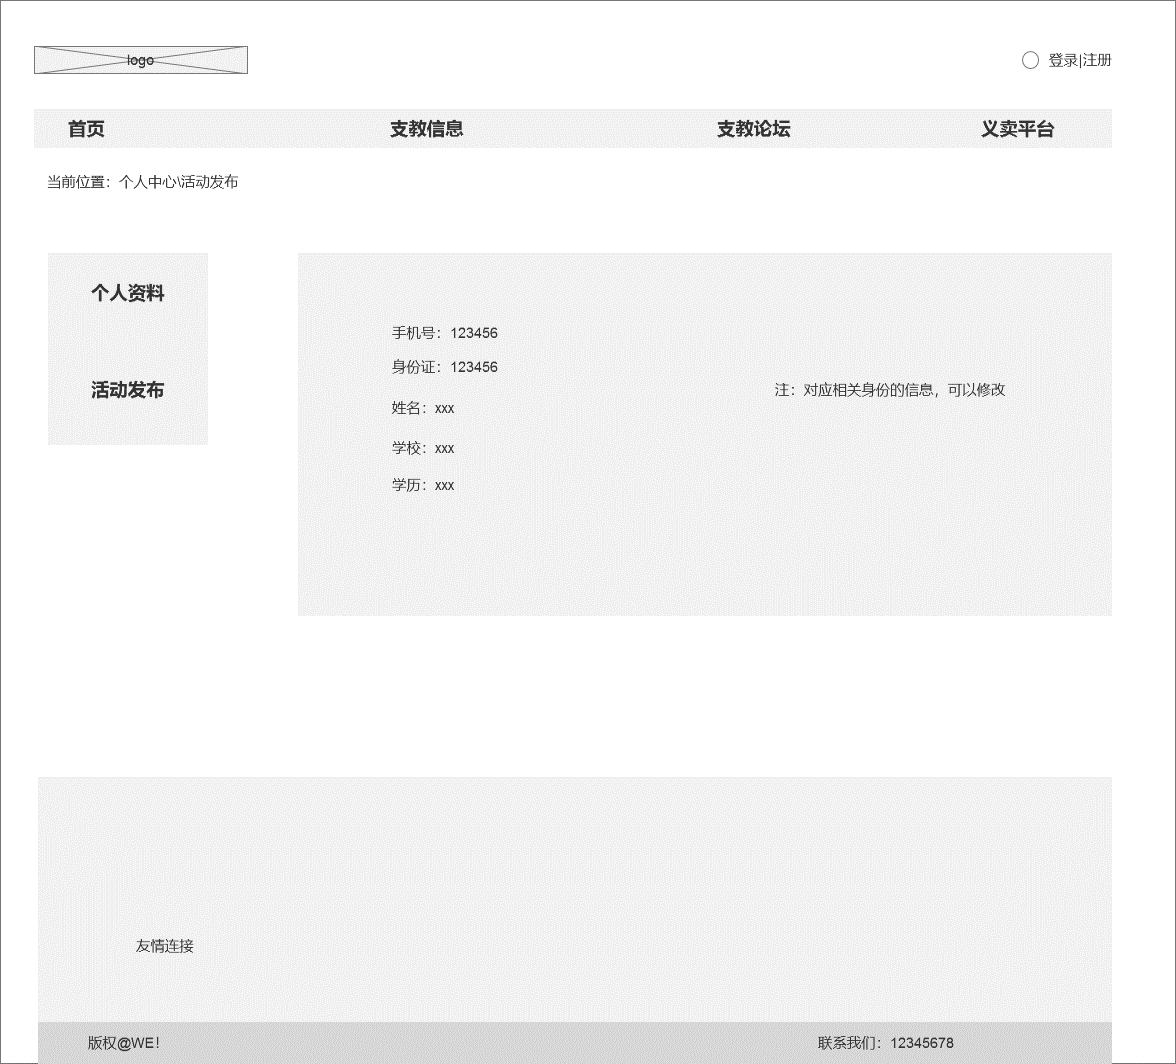 logo
登录|注册
首页 支教信息 支教论坛 义卖平台
当前位置：个人中心\活动发布
个人资料
活动发布
手机号：123456
身份证：123456
姓名：xxx
学校：xxx
学历：xxx
注：对应相关身份的信息，可以修改
友情连接
版权@WE！ 联系我们：12345678